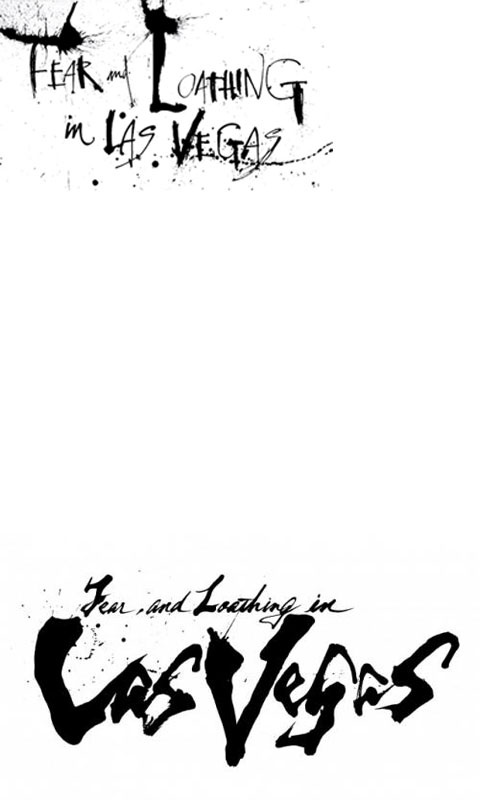 FEAR and LOATHING
in LAS VEGAS
Fear and Loathing in
Las Vegas